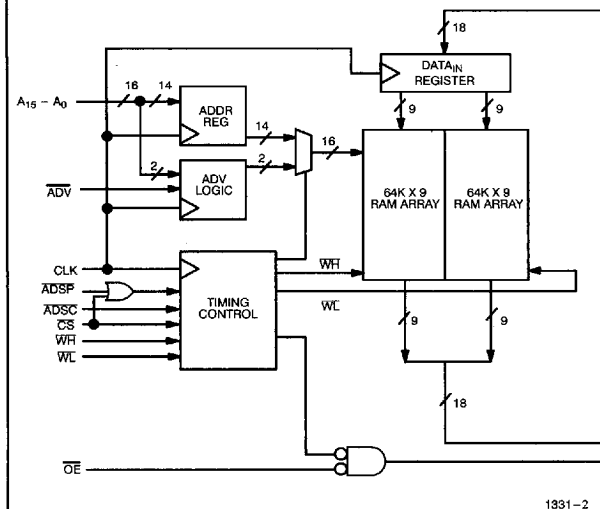 18
DATAIN
REGISTER
9
9
A15 – A0
16
14
ADDR
REG
14
16
2
ADV
LOGIC
2
ADV
64K X 9
RAM ARRAY
64K X 9
RAM ARRAY
CLK
ADSP
ADSC
CS
WH
WL
TIMING
CONTROL
WH
WL
9
9
18
OE
1331–2